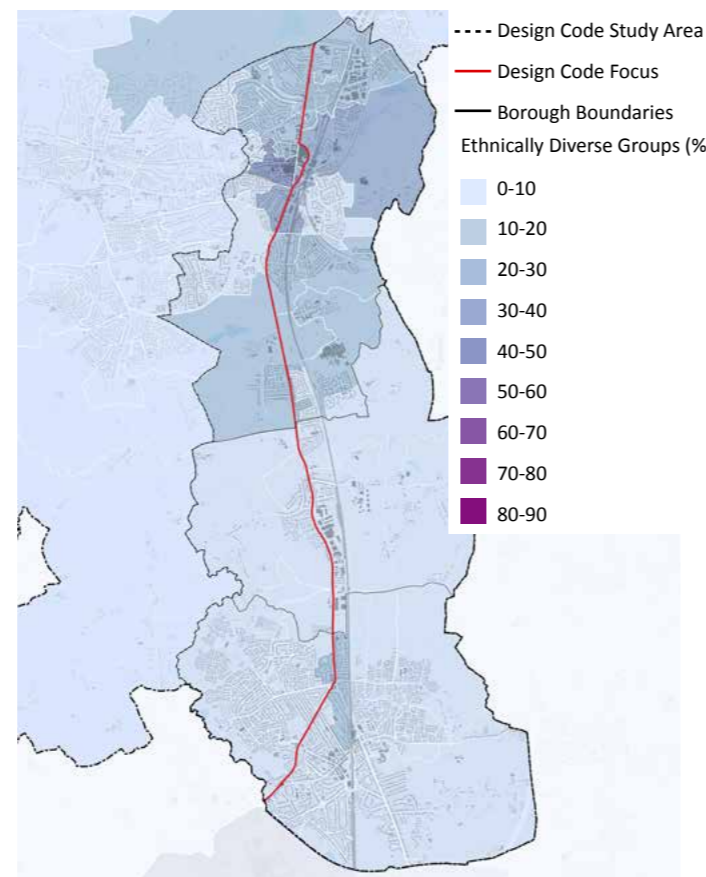 Design Code Study Area
Design Code Focus
Borough Boundaries
Ethnically Diverse Groups (%
0-10
10-20
20-30
30-40
40-50
50-60
60-70
70-80
80-90